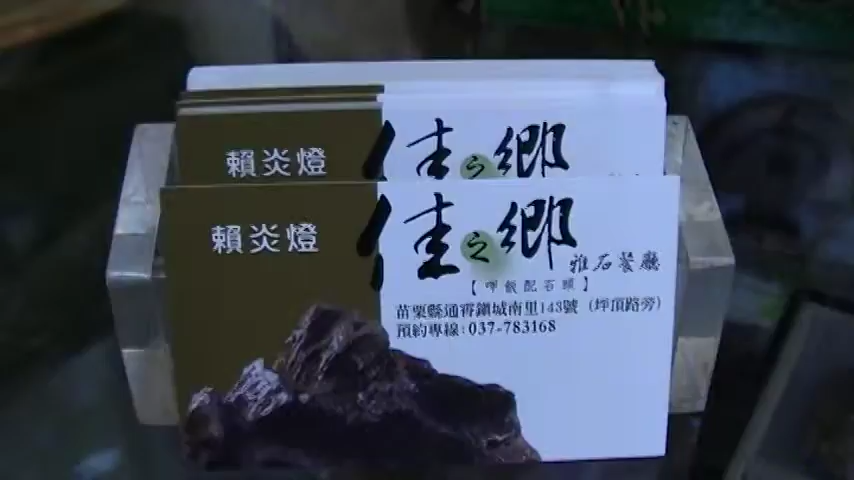 賴炎燈
佳之鄉
賴炎燈
佳之鄉
雅石餐廳
【呷飯配石頭】
苗栗縣通霄鎮城南里143號（坪頂路旁）
預約專線:037-783168